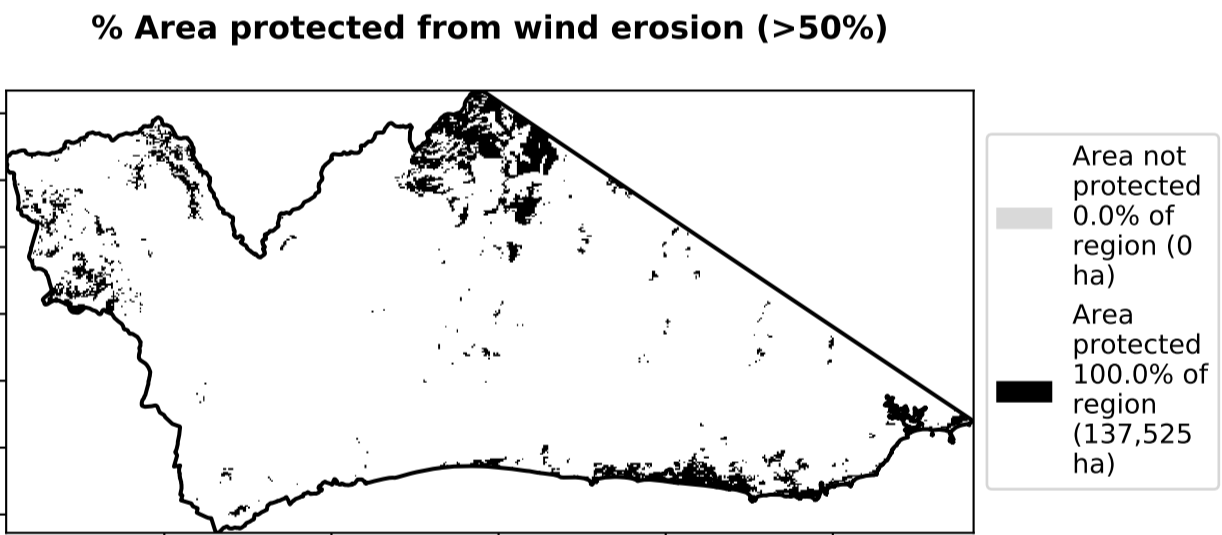 % Area protected from wind erosion (>50%)
Area not
protected
0.0% of
region (0
ha)
Area
protected
100.0% of
region
(137,525
ha)